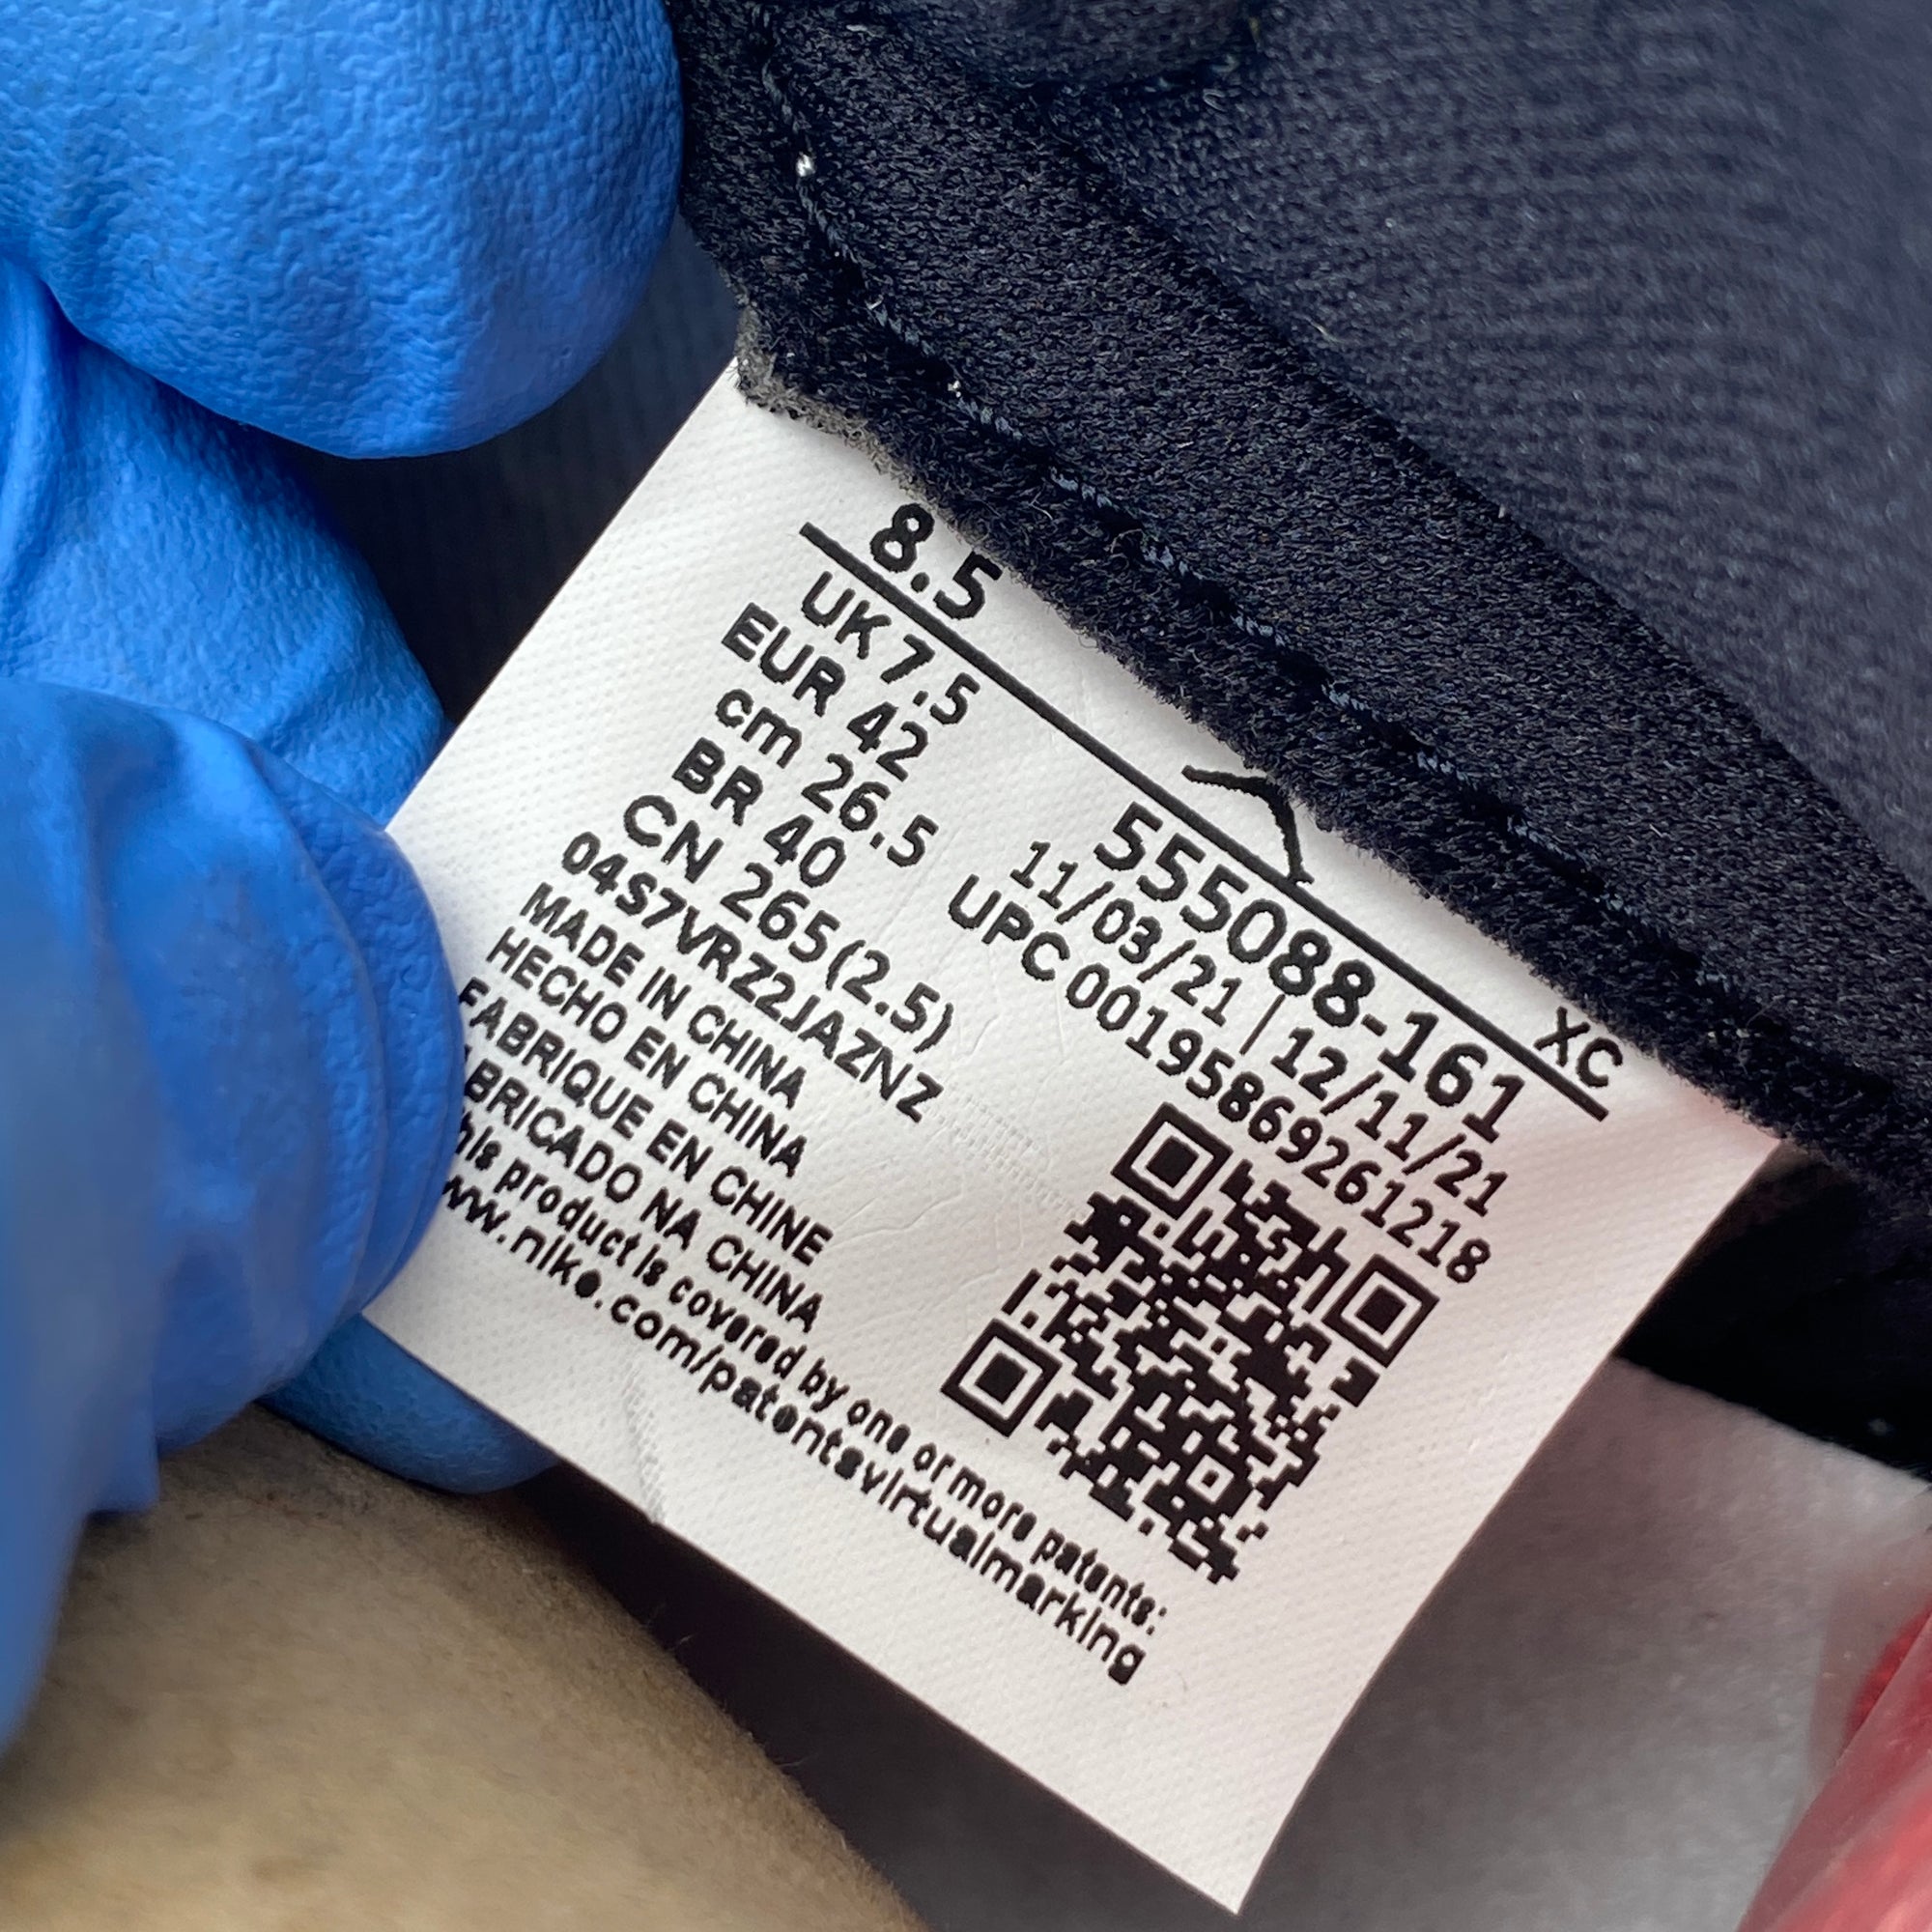 8.5
XC
UK 7.5
EUR 42
cm 26.5
BR 40
CN 265(2.5)
04S7VRZ2JAZNZ
MADE IN CHINA
HECHO EN CHINA
FABRIQUE EN CHINE
ABRICADO NA CHINA
his product is covered by one or more patents:
ww.nike.com/patentsvirtualmarking
555088-161
11/03/21 | 12/11/21
UPC 00195869261218